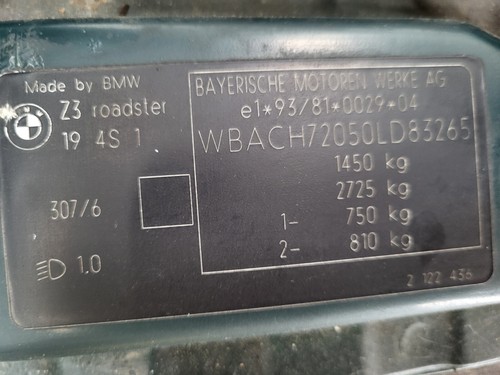 Made by BMW
Z3 roadster
19 4S 1
307/6
1.0
BAYERISCHE MOTOREN WERKE AG
e1*93/81*0029*04
WBACH72050LD83265
1450 kg
2725 kg
1- 750 kg
2- 810 kg
2 122 436